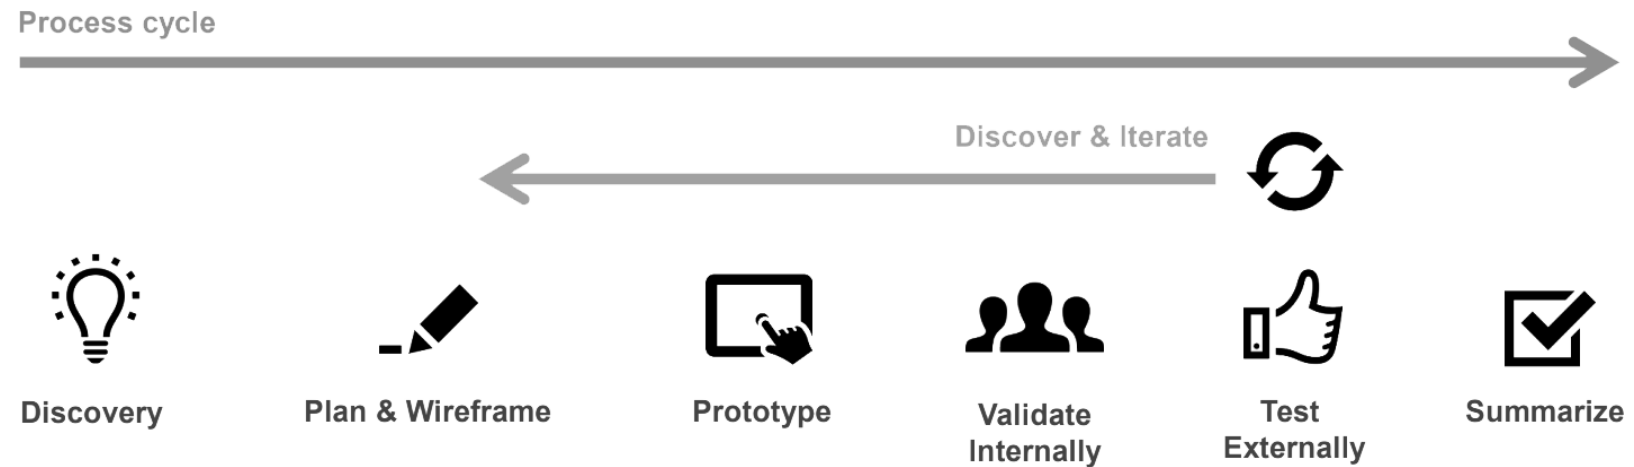 Process cycle
Discover & Iterate
Discovery
Plan & Wireframe
Prototype
Validate
Internally
Test
Externally
Summarize